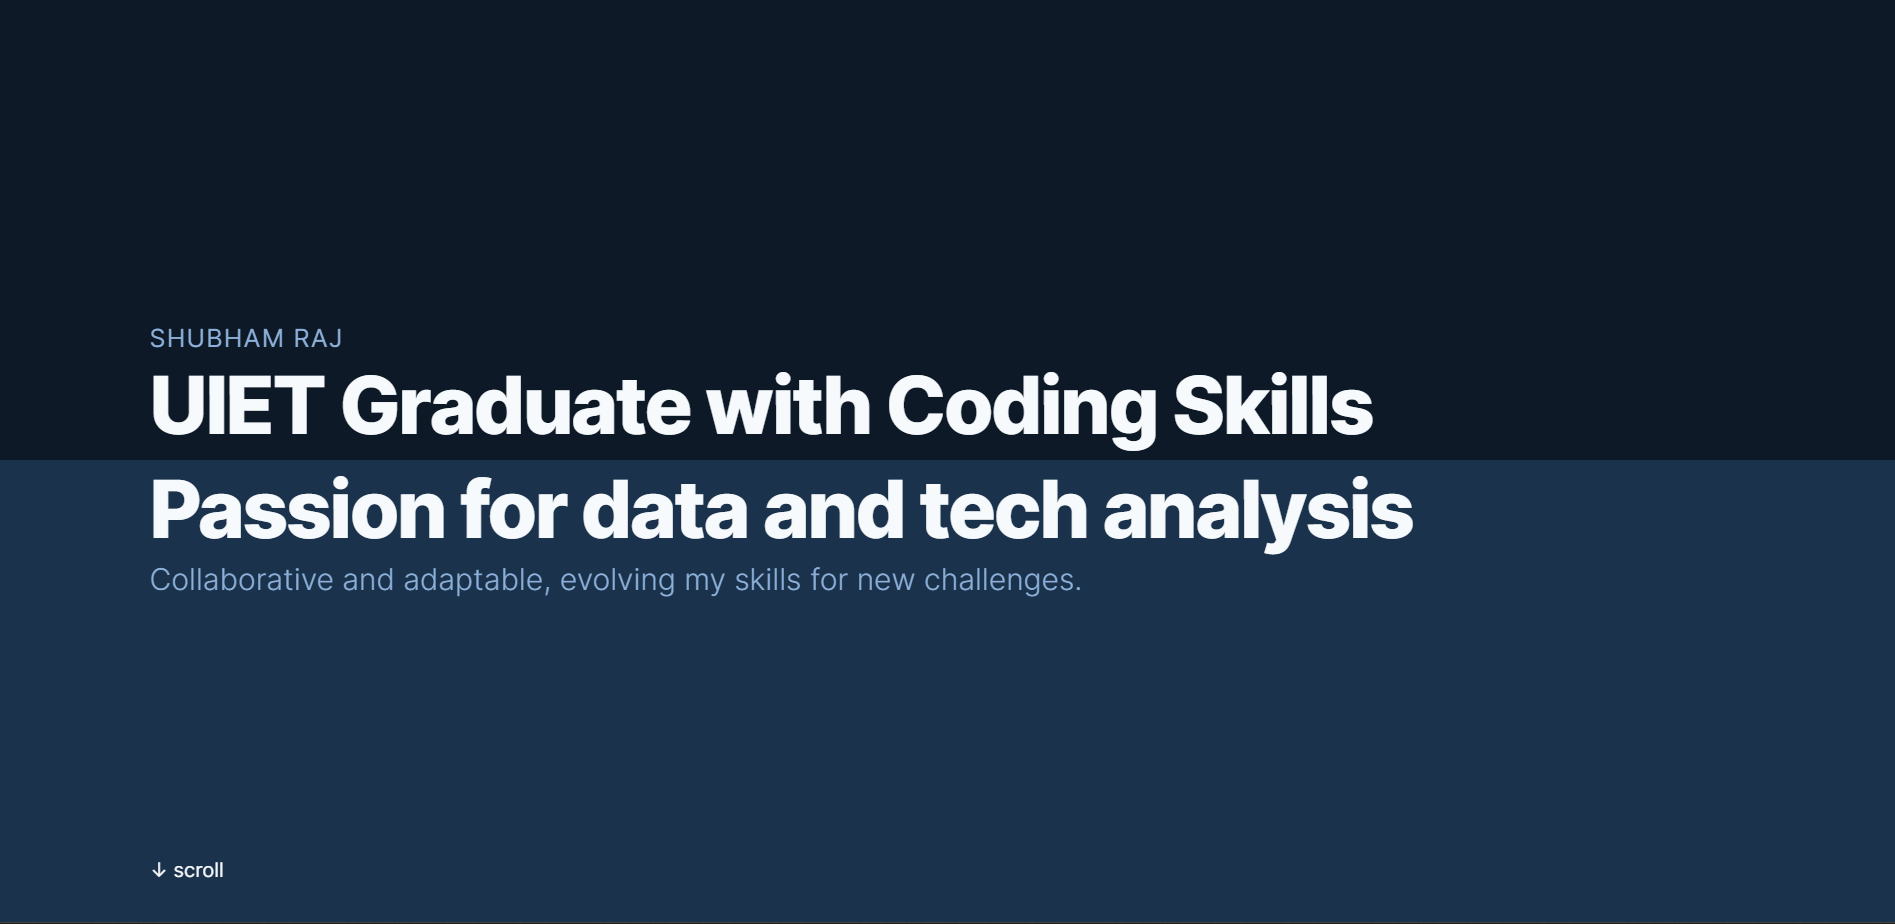 SHUBHAM RAJ
UIET Graduate with Coding Skills
Passion for data and tech analysis
Collaborative and adaptable, evolving my skills for new challenges.
↓ scroll